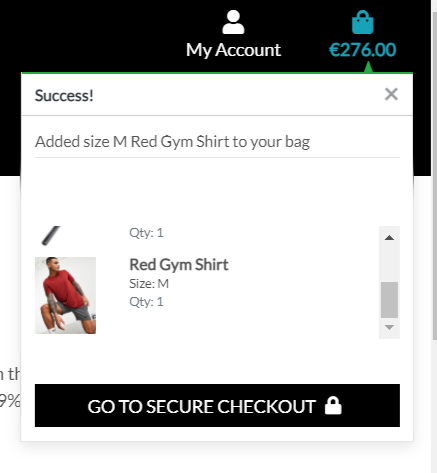 My Account
€276.00
Success!
Added size M Red Gym Shirt to your bag
Qty: 1
Red Gym Shirt
Size: M
Qty: 1
9%
GO TO SECURE CHECKOUT